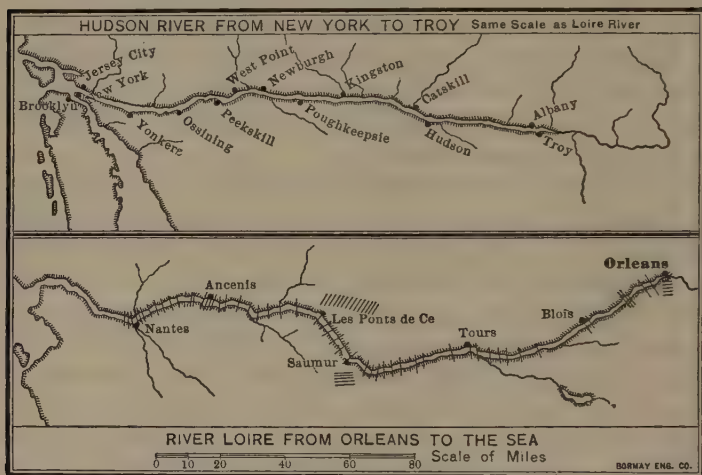 HUDSON RIVER FROM NEW YORK TO TROY Same Scale as Loire River
Jersey City
New York
Brooklyn
Yonkers
Ossining
Peekskill
West Point
Newburgh
Poughkeepsie
Kingston
Catskill
Hudson
Albany
Troy
Orleans
Ancenis
Nantes
Les Ponts de Ce
Saumur
Tours
Blois
RIVER LOIRE FROM ORLEANS TO THE SEA
Scale of Miles
0 10 20 40 60 80
BORMAY ENG. CO.